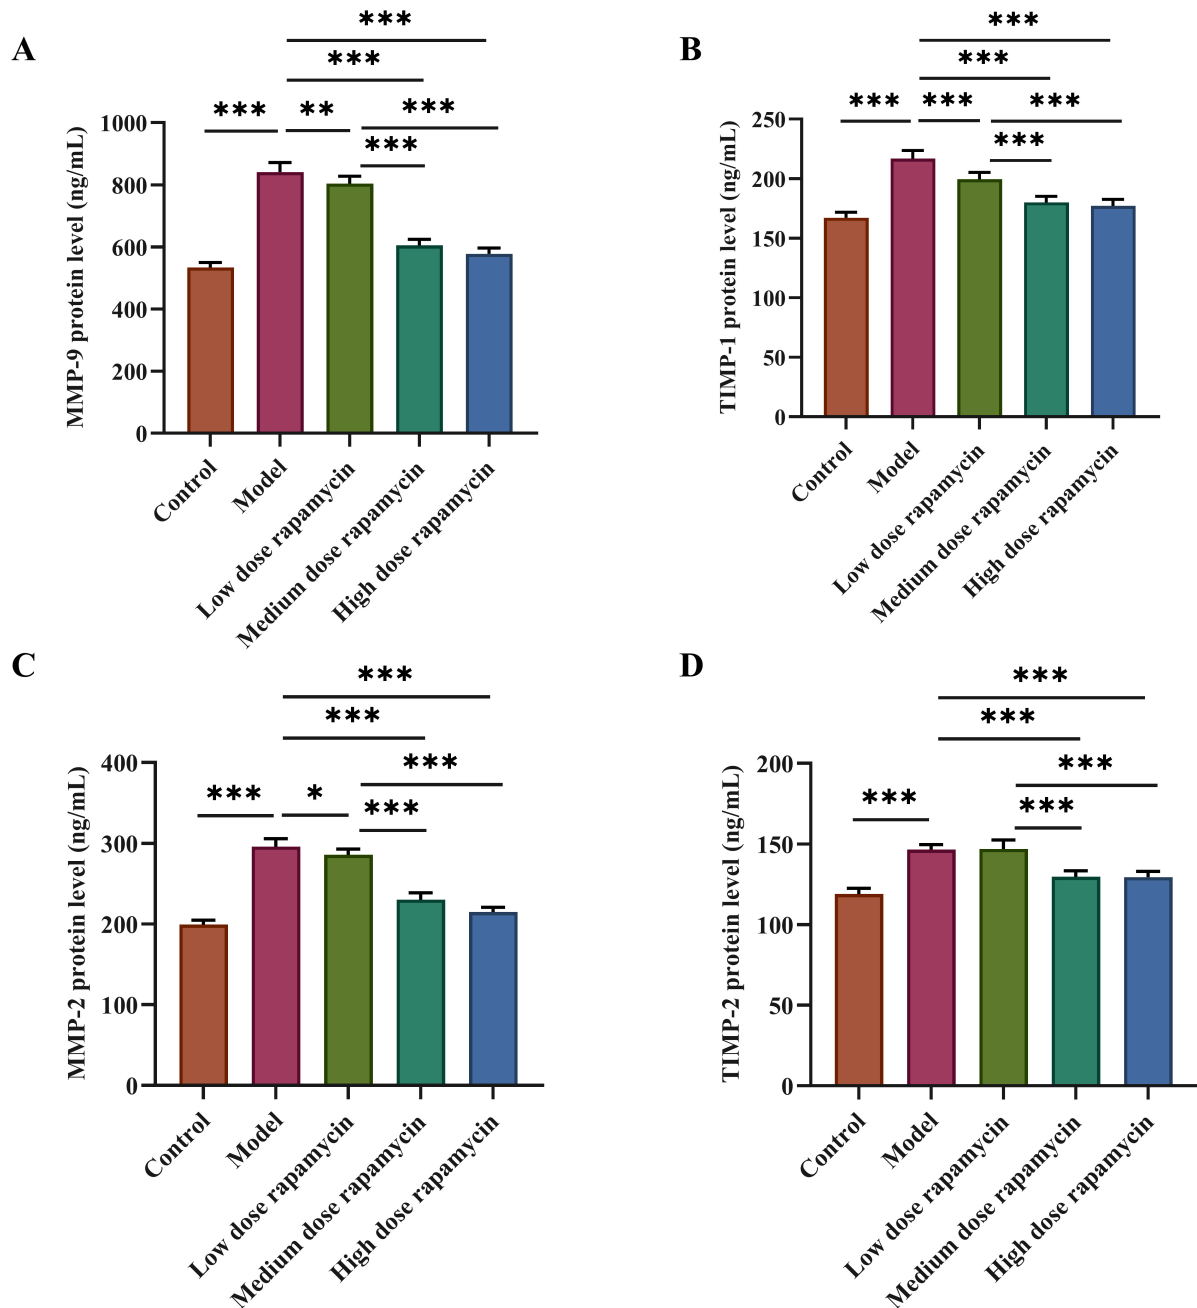 A
***
***
***
**
***
***
MMP-9 protein level (ng/mL)
1000
800
600
400
200
0
Control
Model
Low dose rapamycin
Medium dose rapamycin
High dose rapamycin
B
***
***
***
***
***
***
TIMP-1 protein level (ng/mL)
250
200
150
100
50
0
Control
Model
Low dose rapamycin
Medium dose rapamycin
High dose rapamycin
C
***
***
***
***
*
***
MMP-2 protein level (ng/mL)
400
300
200
100
0
Control
Model
Low dose rapamycin
Medium dose rapamycin
High dose rapamycin
D
***
***
***
***
***
TIMP-2 protein level (ng/mL)
200
150
100
50
0
Control
Model
Low dose rapamycin
Medium dose rapamycin
High dose rapamycin